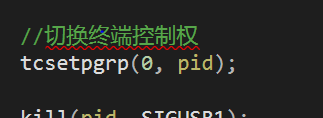 //切换终端控制权
tcsetpgrp(0, pid);
kill(pid, SIGUSR1);